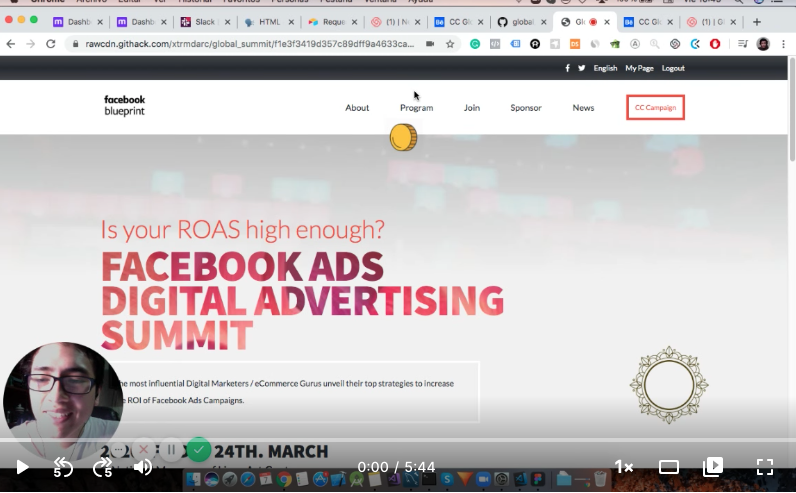 Dashb
Dashb
Slack
HTML
Reque
(1) | N
CC Gl
global
Gl
CC Gl
(1) | G
rawcdn.githack.com/xtrmdarc/global_summit/f1e3f3419d357c89dff9a4633ca...
English My Page Logout
facebook
blueprint
About Program Join Sponsor News CC Campaign
Is your ROAS high enough?
FACEBOOK ADS
DIGITAL ADVERTISING
SUMMIT
most influential Digital Marketers / eCommerce Gurus unveil their top strategies to increase
ROI of Facebook Ads Campaigns.
24TH. MARCH
5 5 0:00 / 5:44 1x